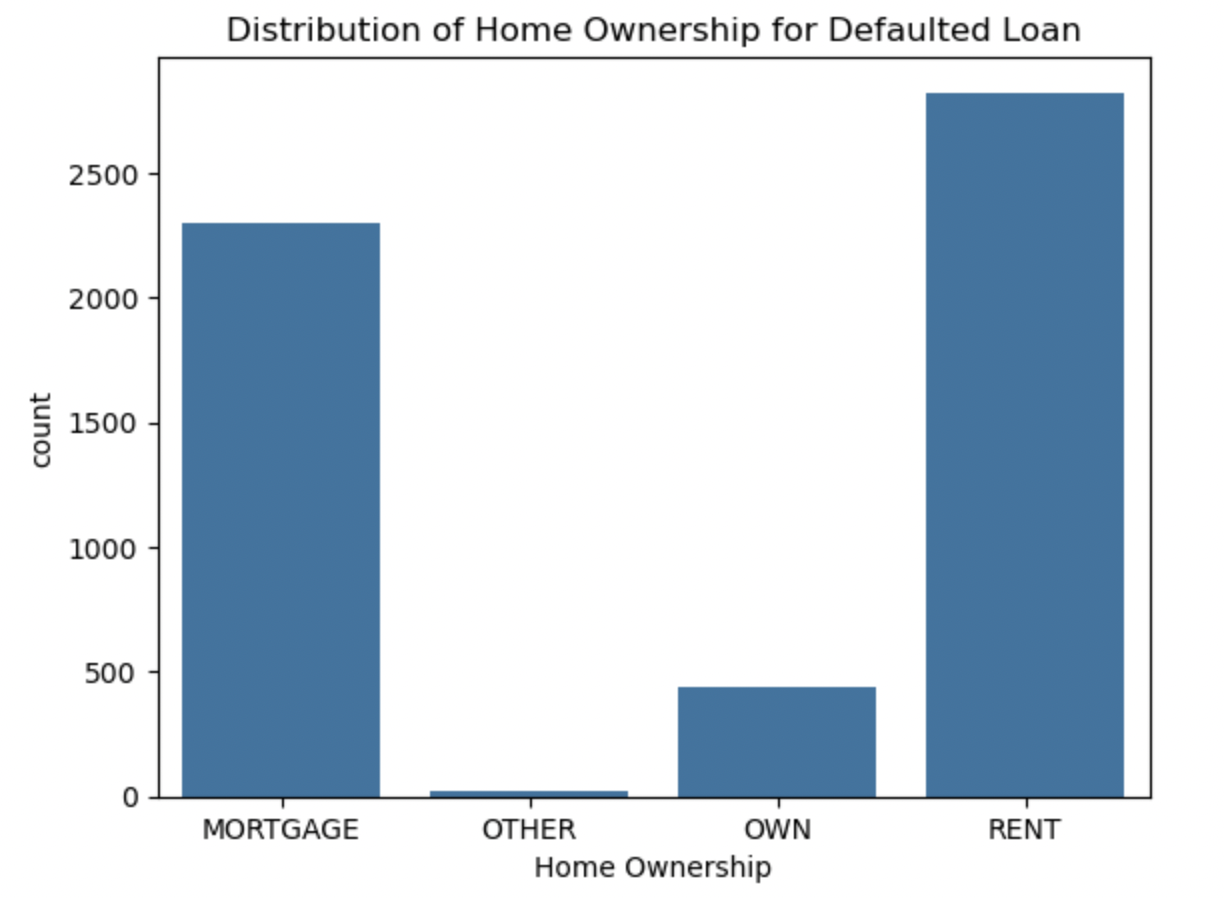 Distribution of Home Ownership for Defaulted Loan
2500
2000
1500
1000
500
0
count
MORTGAGE OTHER OWN RENT
Home Ownership